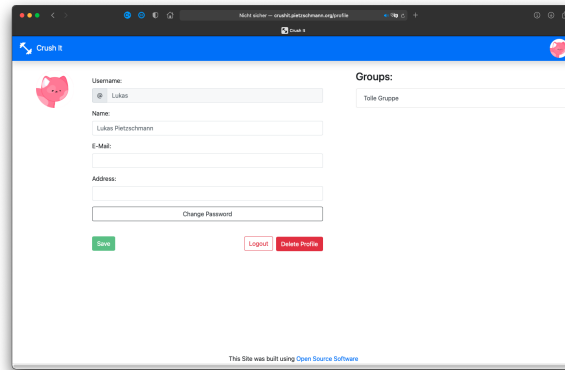 Nicht sicher — crushit.pietzschmann.org/profile
Crush It
Crush It
Username:
@ Lukas
Name:
Lukas Pietzschmann
E-Mail:
Address:
Change Password
Save
Logout
Delete Profile
Groups:
Tolle Gruppe
This Site was built using Open Source Software